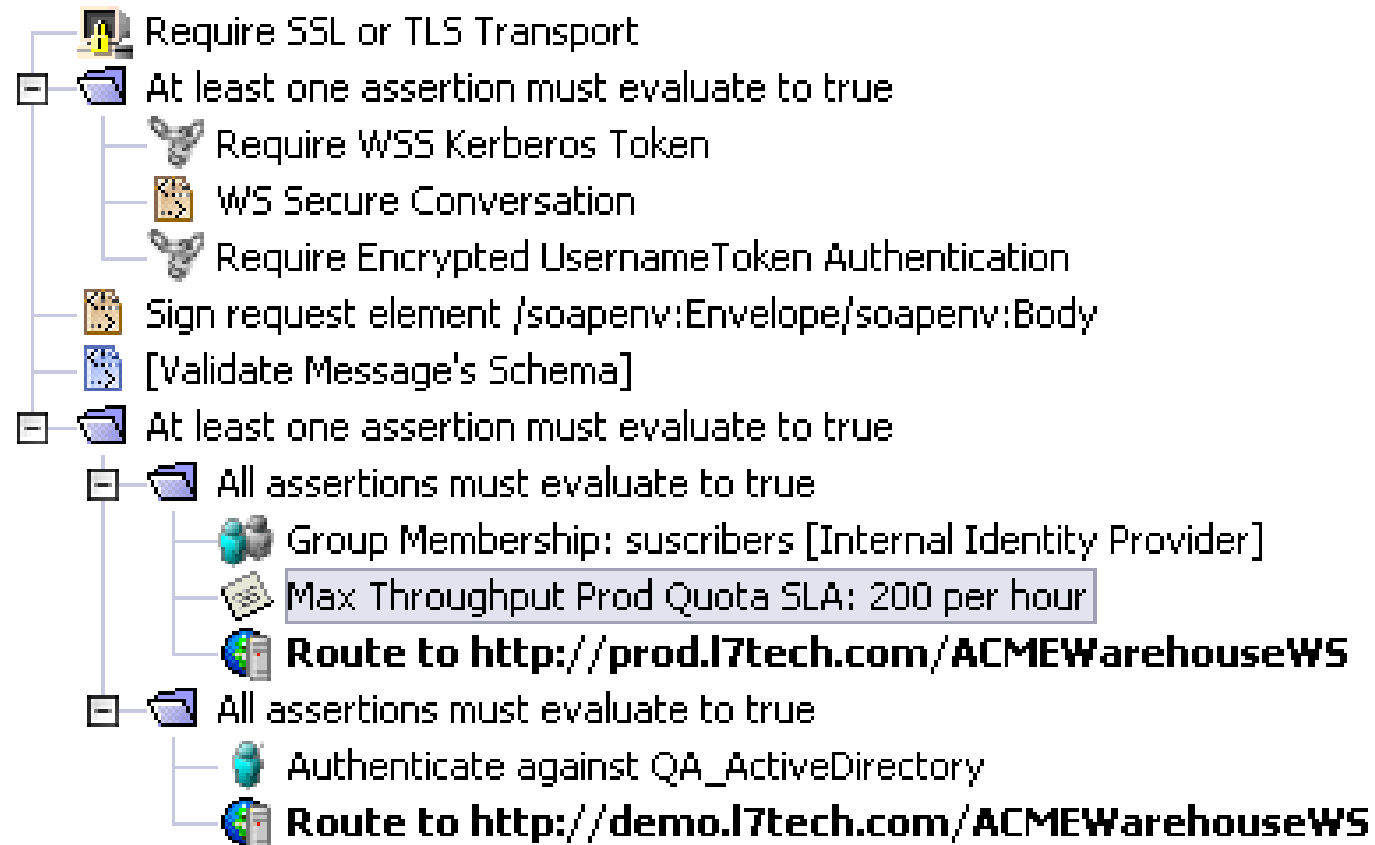 Require SSL or TLS Transport
At least one assertion must evaluate to true
Require WSS Kerberos Token
WS Secure Conversation
Require Encrypted UsernameToken Authentication
Sign request element /soapenv:Envelope/soapenv:Body
[Validate Message's Schema]
At least one assertion must evaluate to true
All assertions must evaluate to true
Group Membership: suscribers [Internal Identity Provider]
Max Throughput Prod Quota SLA: 200 per hour
Route to http://prod.l7tech.com/ACMEWarehouseWS
All assertions must evaluate to true
Authenticate against QA_ActiveDirectory
Route to http://demo.l7tech.com/ACMEWarehouseWS